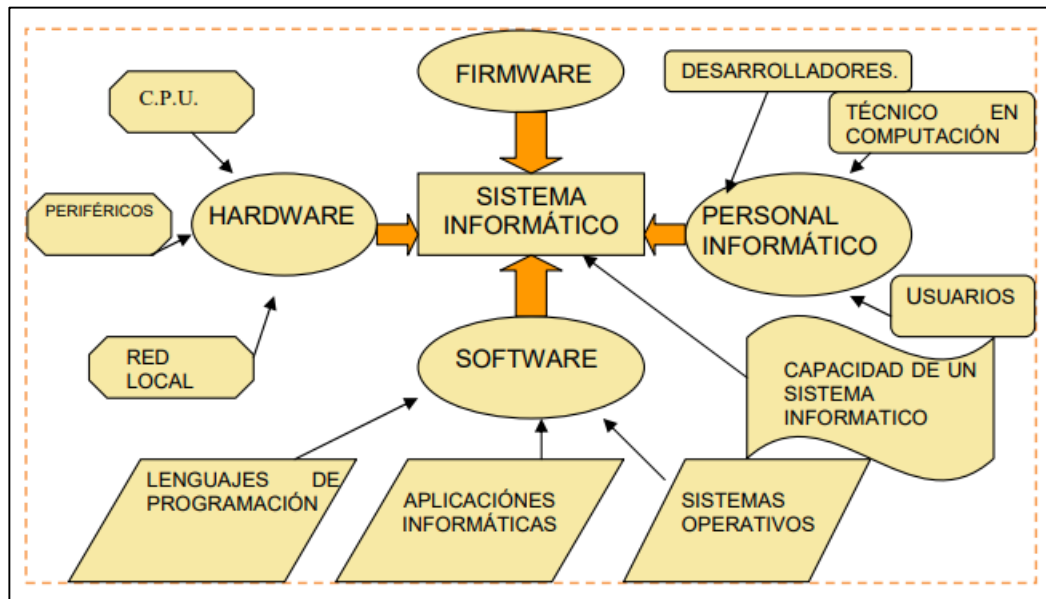 FIRMWARE
DESARROLLADORES.
C.P.U.
TÉCNICO EN
COMPUTACIÓN
PERIFÉRICOS
HARDWARE
SISTEMA
INFORMÁTICO
PERSONAL
INFORMÁTICO
USUARIOS
RED
LOCAL
SOFTWARE
CAPACIDAD DE UN
SISTEMA
INFORMATICO
LENGUAJES DE
PROGRAMACIÓN
APLICACIÓNES
INFORMÁTICAS
SISTEMAS
OPERATIVOS